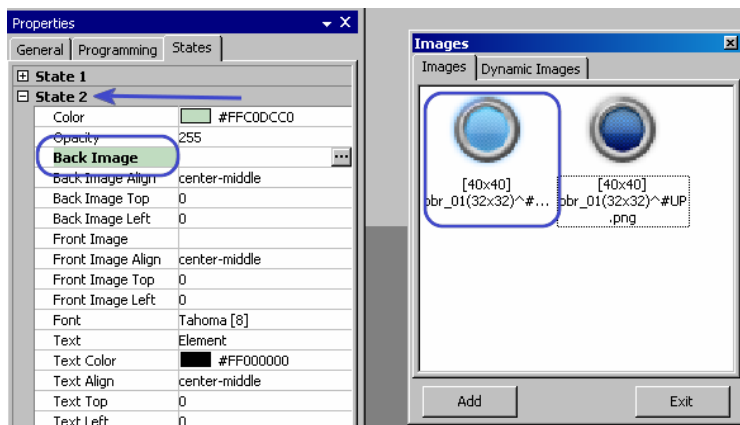 Properties
General Programming States
State 1
State 2
Color #FFC0DCC0
Opacity 255
Back Image ...
Back Image Align center-middle
Back Image Top 0
Back Image Left 0
Front Image
Front Image Align center-middle
Front Image Top 0
Front Image Left 0
Font Tahoma [8]
Text Element
Text Color #FF000000
Text Align center-middle
Text Top 0
Text Left 0
Images
Images Dynamic Images
[40x40] [40x40]
pbr_01(32x32)^#... pbr_01(32x32)^#UP
.png
Add Exit